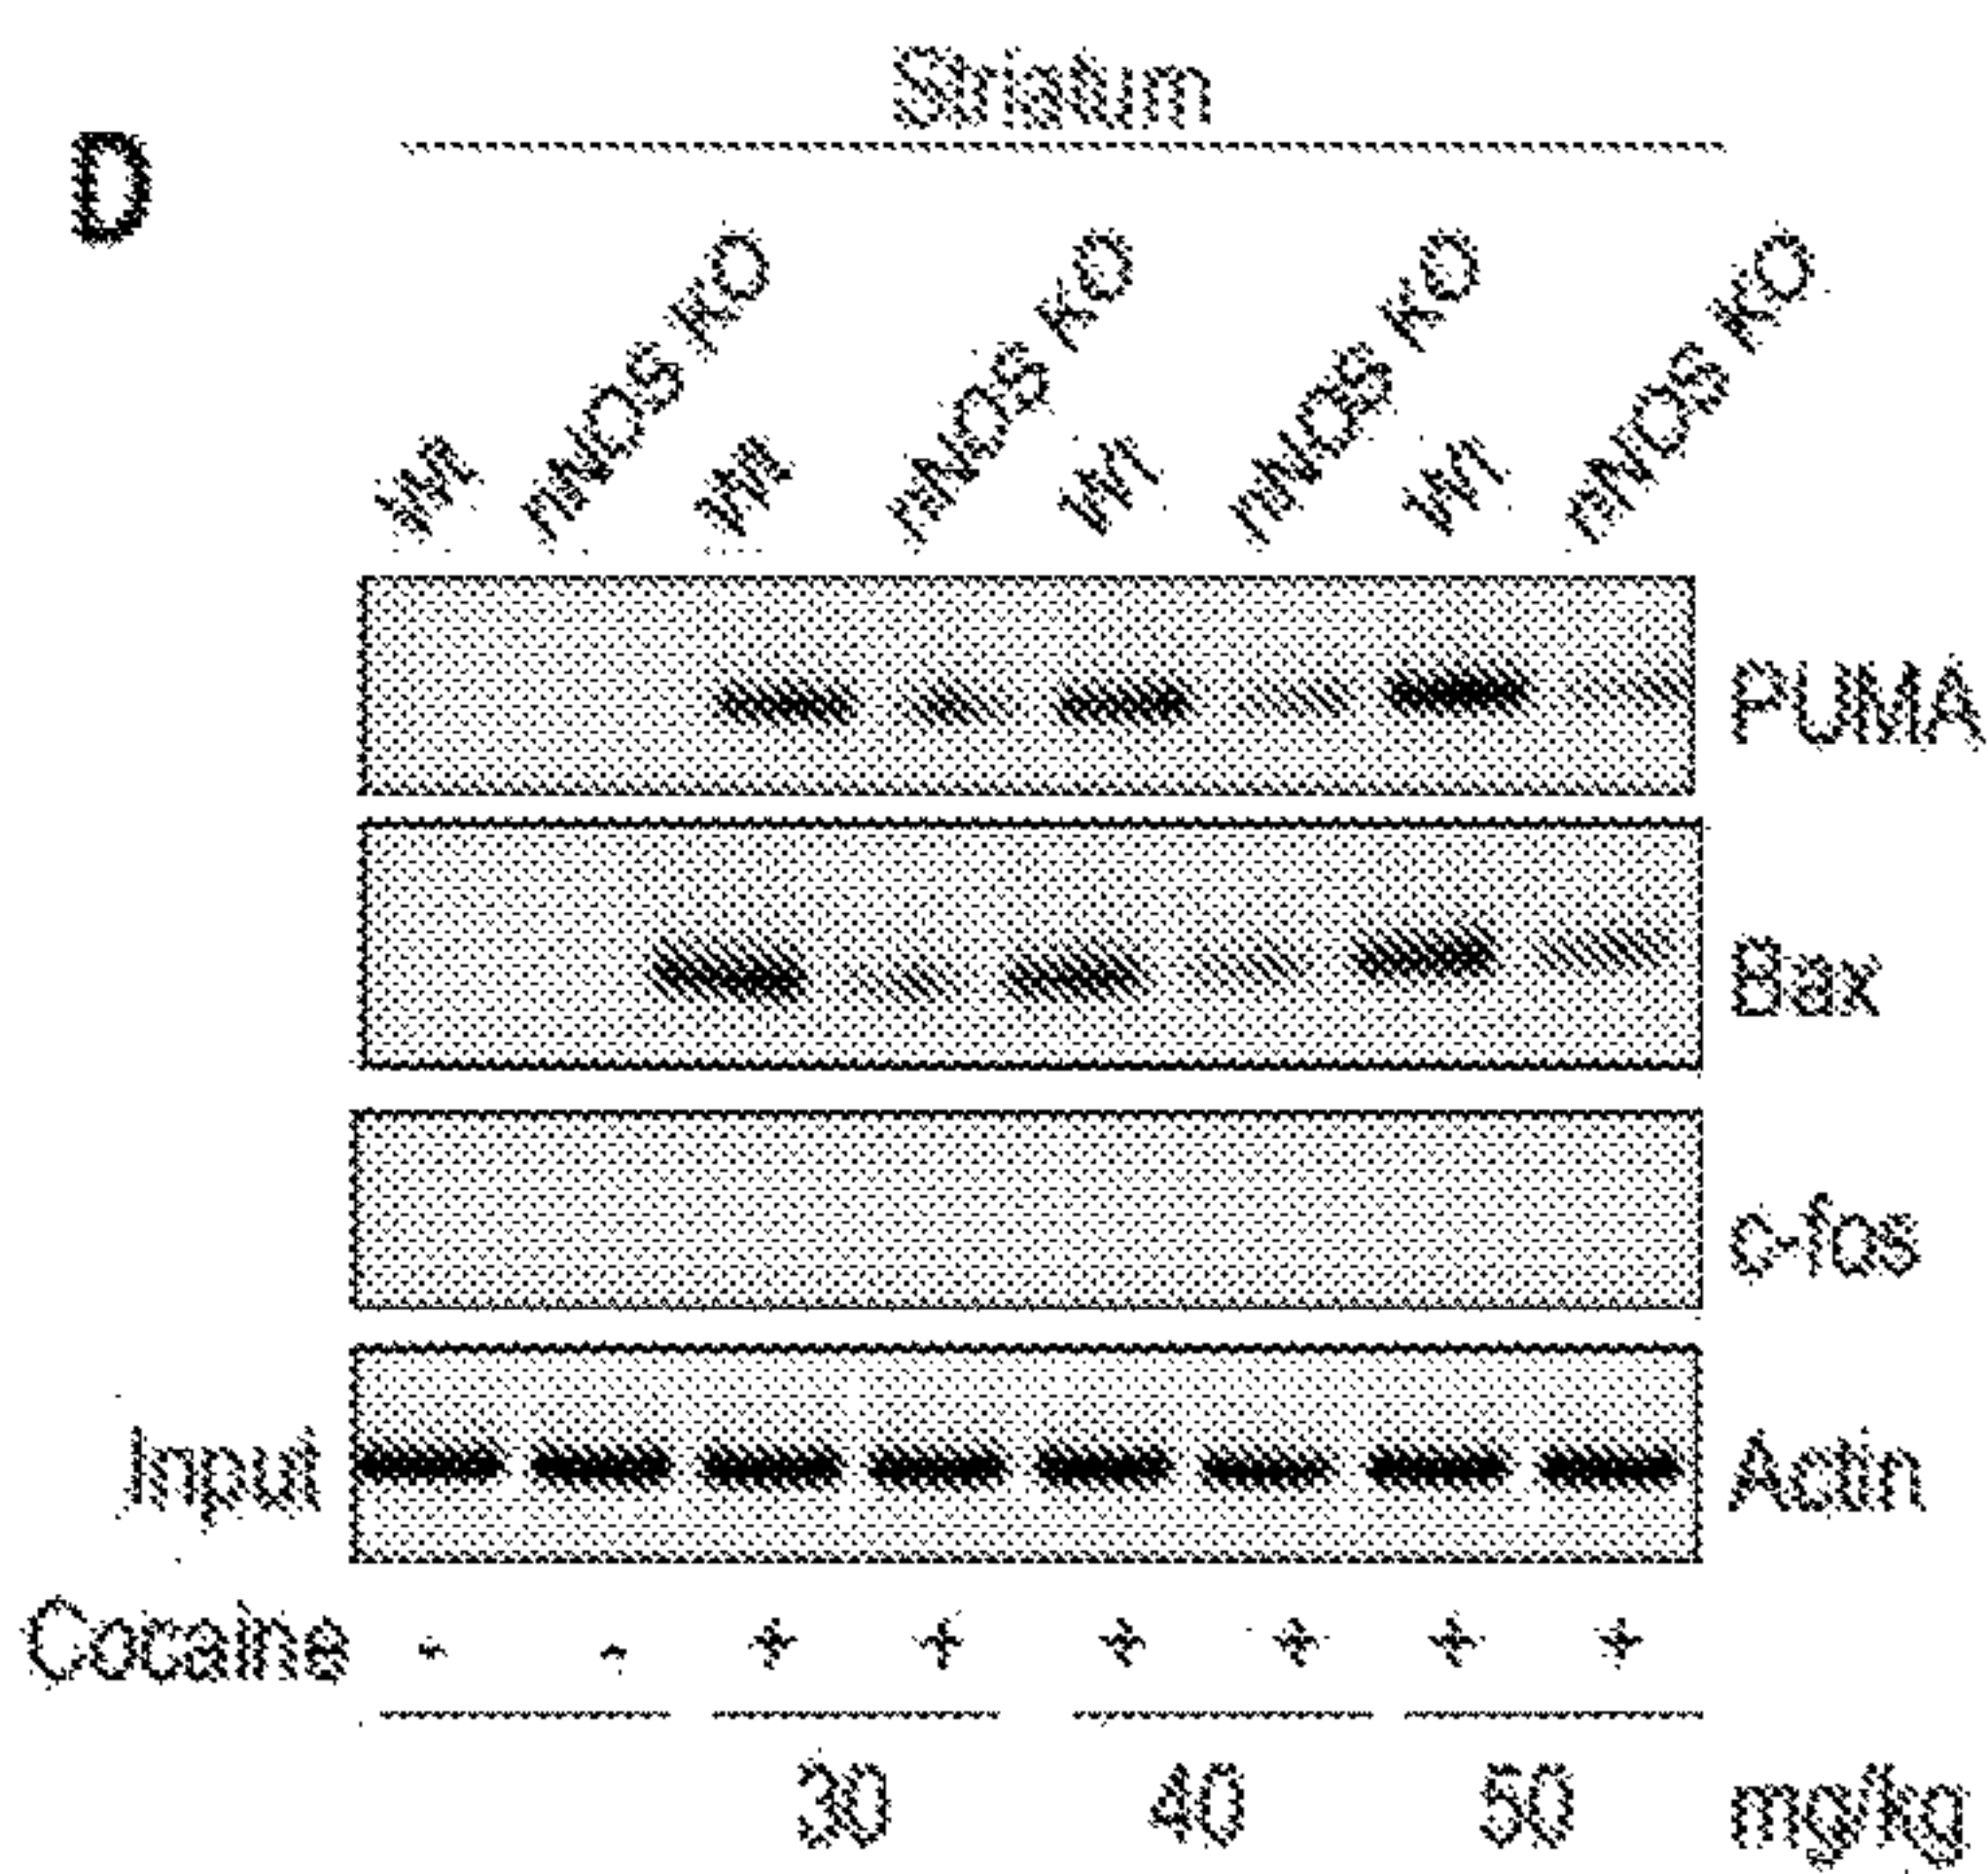 D
Striatum
Wt nNOS KO Wt nNOS KO Wt nNOS KO Wt nNOS KO
PUMA
Bax
c-fos
Input Actin
Cocaine - - + + + + + +
30 40 50 mg/kg